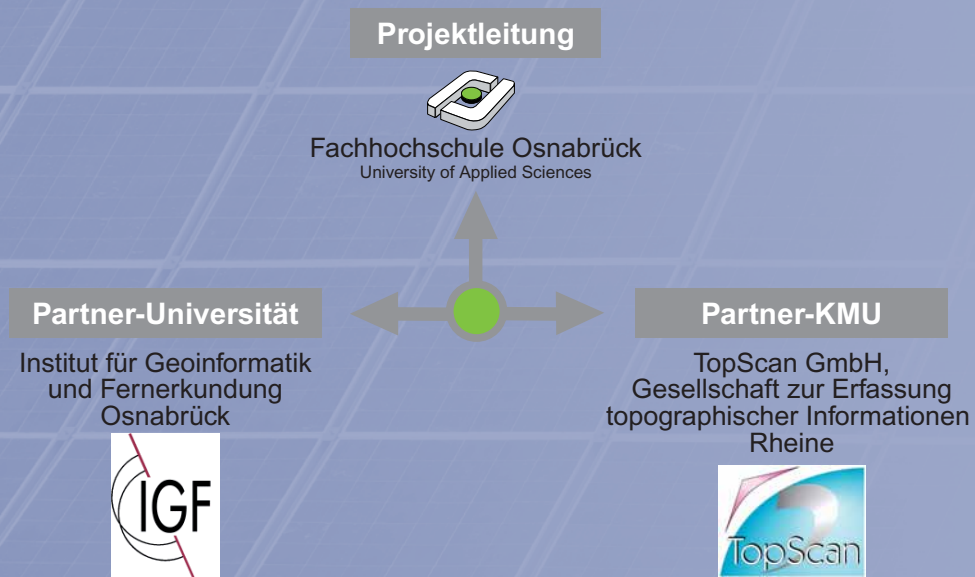 Projektleitung
Fachhochschule Osnabrück
University of Applied Sciences
Partner-Universität
Institut für Geoinformatik
und Fernerkundung
Osnabrück
IGF
Partner-KMU
TopScan GmbH,
Gesellschaft zur Erfassung
topographischer Informationen
Rheine
TopScan